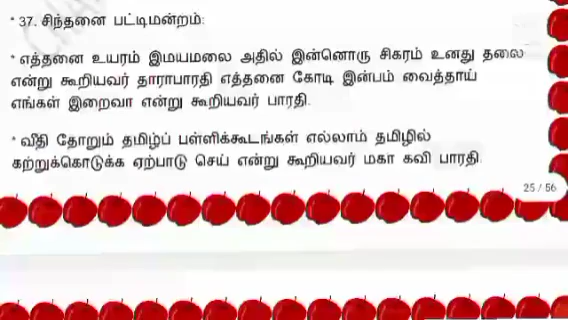 * 37. சிந்தனை பட்டிமன்றம்:
* எத்தனை உயரம் இமயமலை அதில் இன்னொரு சிகரம் உனது தலை
என்று கூறியவர் தாராபாரதி எத்தனை கோடி இன்பம் வைத்தாய்
எங்கள் இறைவா என்று கூறியவர் பாரதி.
* வீதி தோறும் தமிழ்ப் பள்ளிக்கூடங்கள் எல்லாம் தமிழில்
கற்றுக்கொடுக்க ஏற்பாடு செய் என்று கூறியவர் மகா கவி பாரதி.
25 / 56